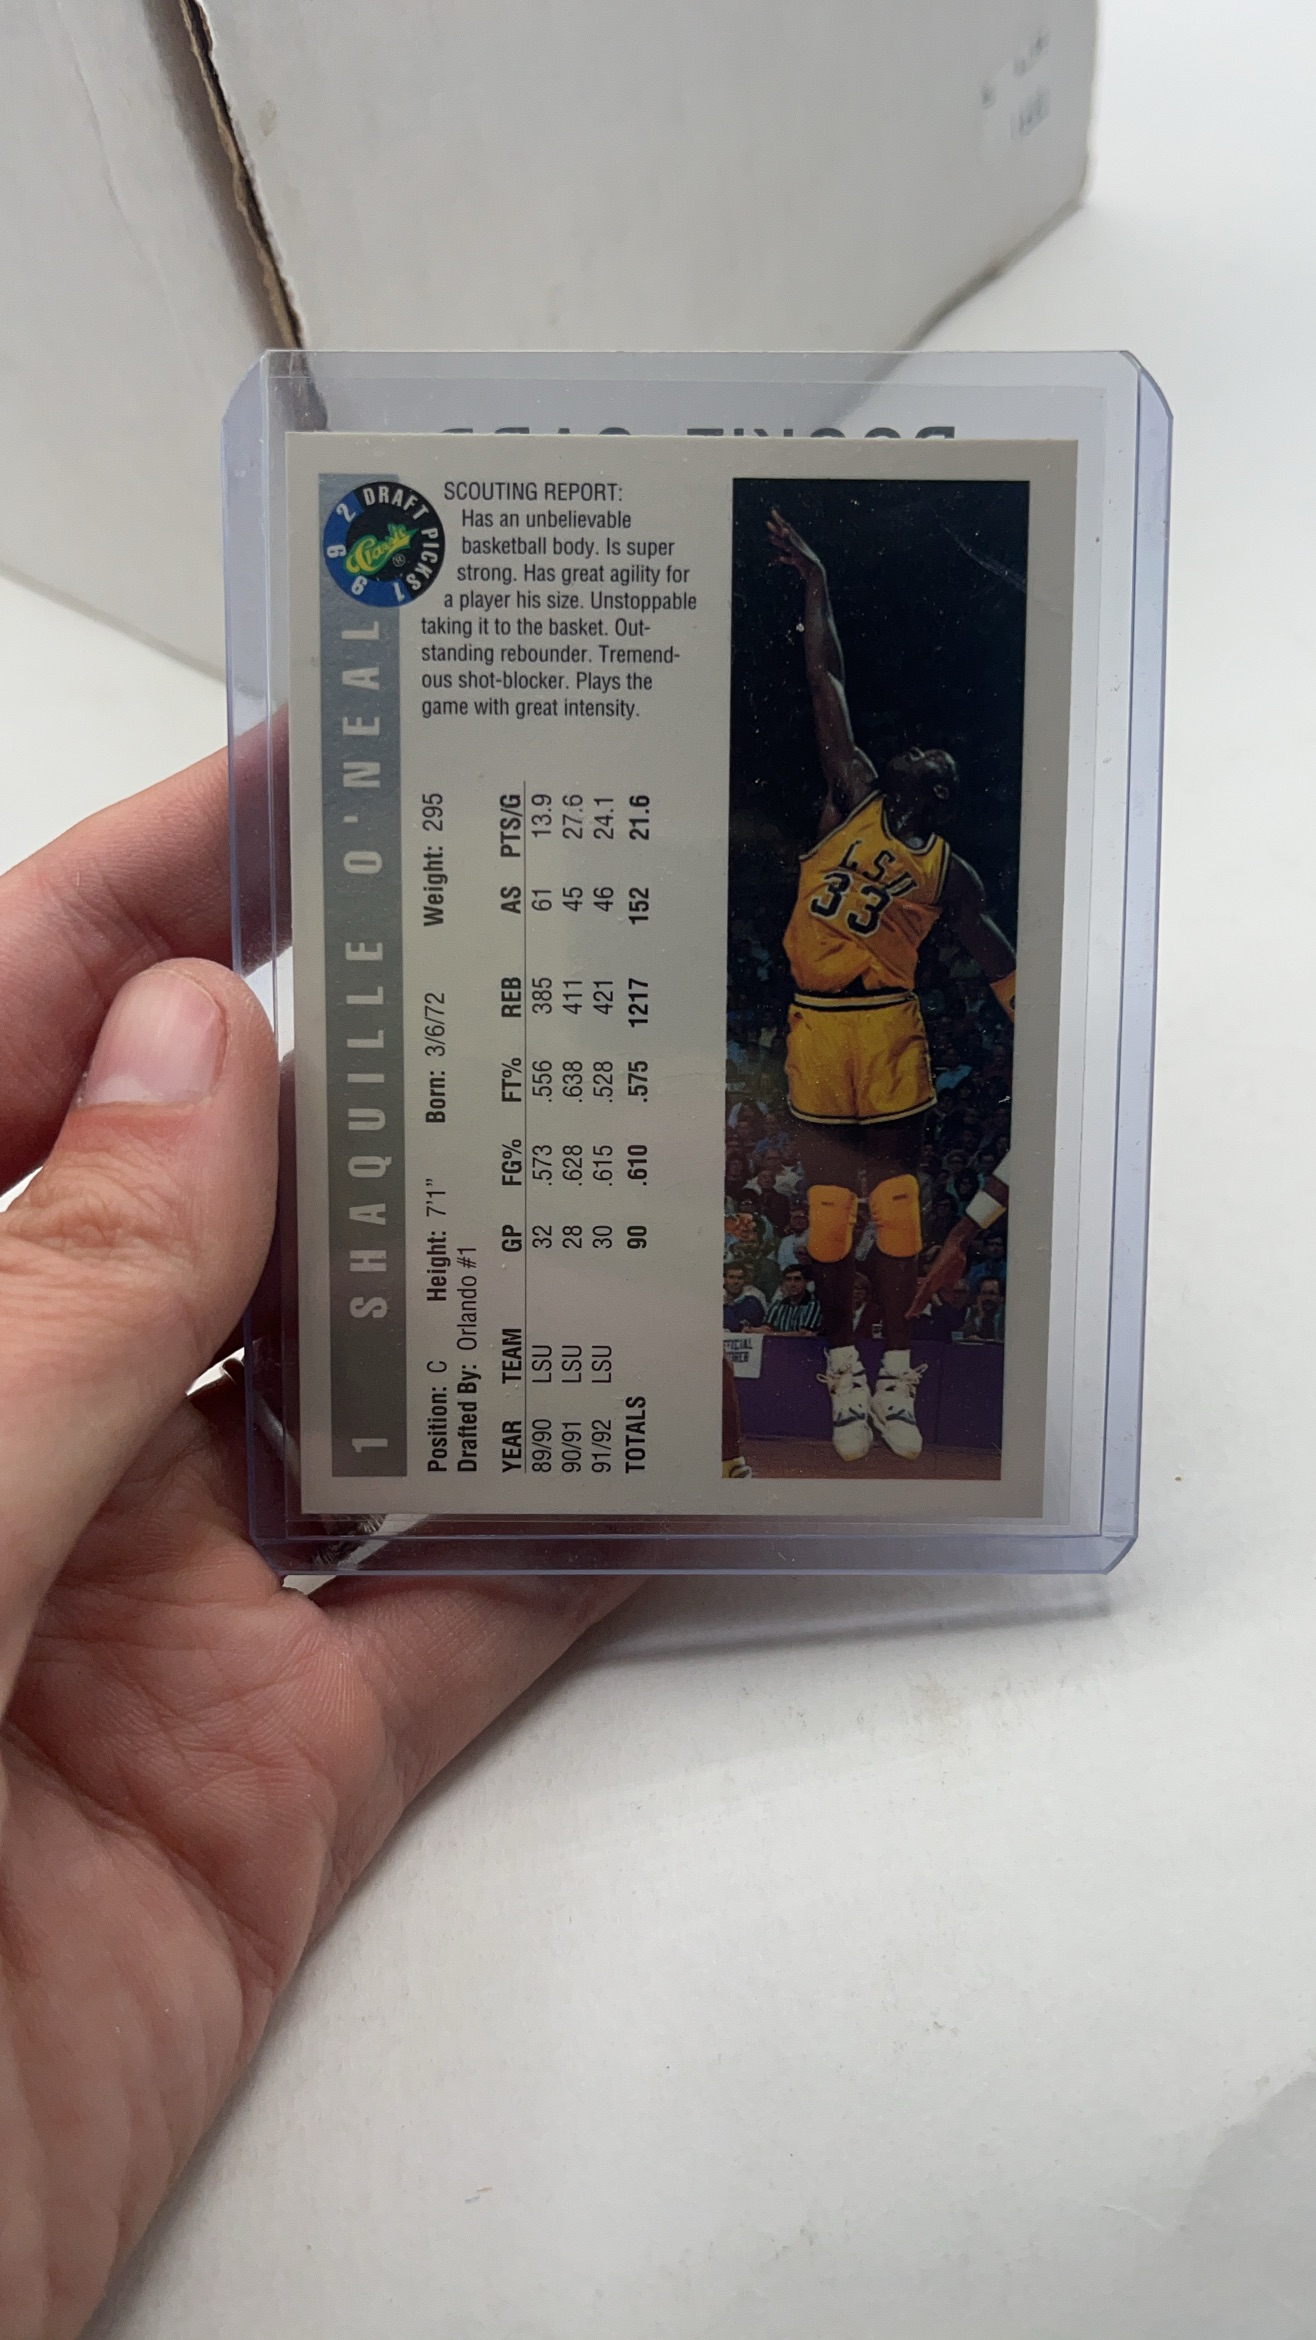 ROOKIE CARD
1992 DRAFT PICKS
Classic®
1 SHAQUILLE O'NEAL
SCOUTING REPORT:
Has an unbelievable
basketball body. Is super
strong. Has great agility for
a player his size. Unstoppable
taking it to the basket. Out-
standing rebounder. Tremend-
ous shot-blocker. Plays the
game with great intensity.
Position: C Height: 7'1" Born: 3/6/72 Weight: 295
Drafted By: Orlando #1
YEAR TEAM GP FG% FT% REB AS PTS/G
89/90 LSU 32 .573 .556 385 61 13.9
90/91 LSU 28 .628 .638 411 45 27.6
91/92 LSU 30 .615 .528 421 46 24.1
TOTALS 90 .610 .575 1217 152 21.6
LSU
33